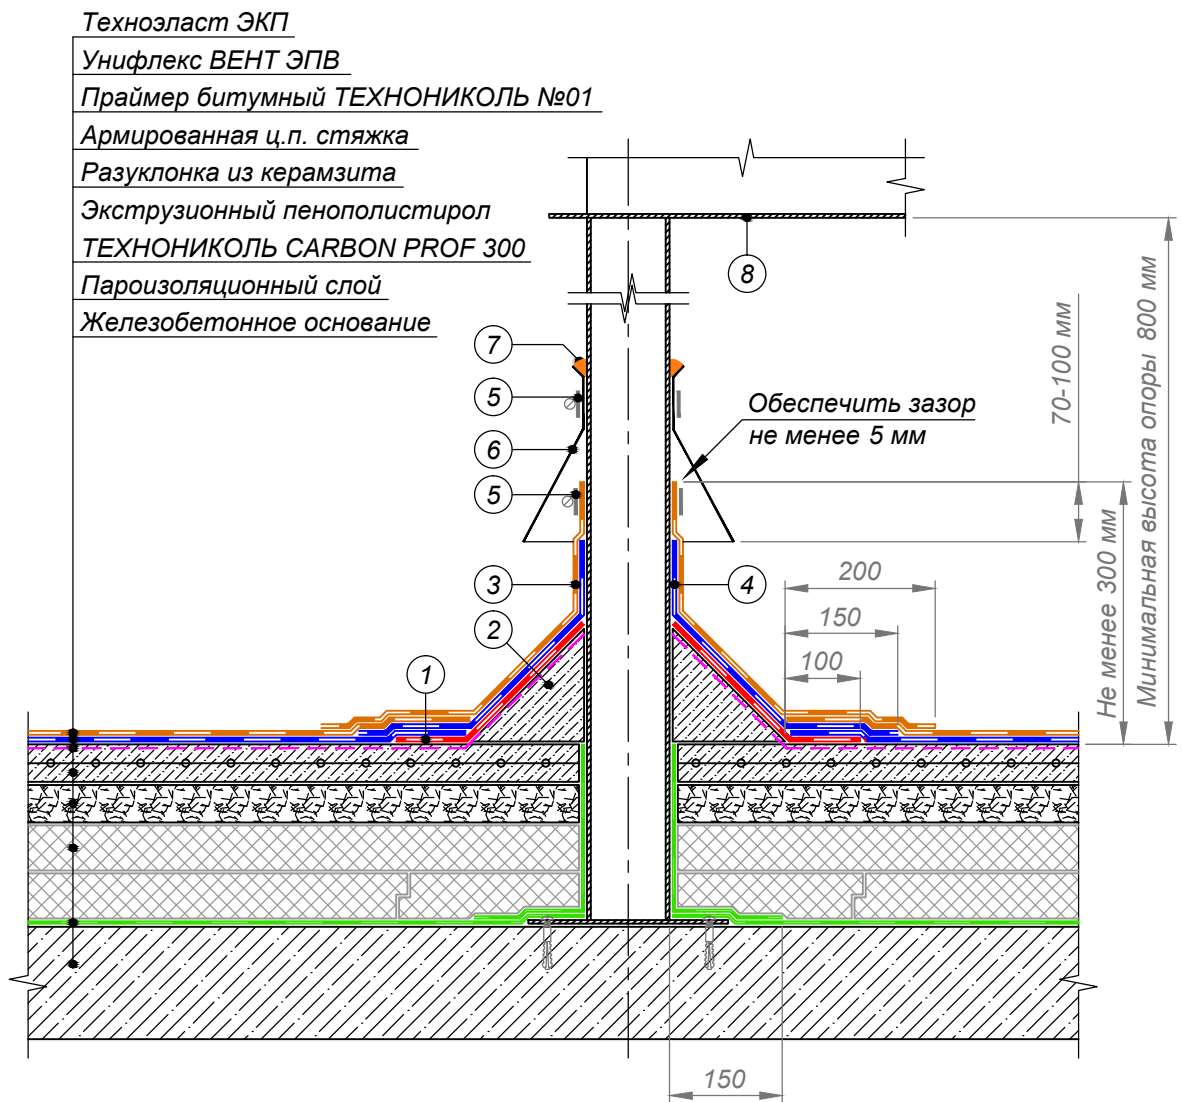 Техноэласт ЭКП
Унифлекс ВЕНТ ЭПВ
Праймер битумный ТЕХНОНИКОЛЬ №01
Армированная ц.п. стяжка
Разуклонка из керамзита
Экструзионный пенополистирол
ТЕХНОНИКОЛЬ CARBON PROF 300
Пароизоляционный слой
Железобетонное основание
8
7
5
6
5
3
2
1
4
Обеспечить зазор
не менее 5 мм
70-100 мм
Не менее 300 мм
Минимальная высота опоры 800 мм
200
150
100
150